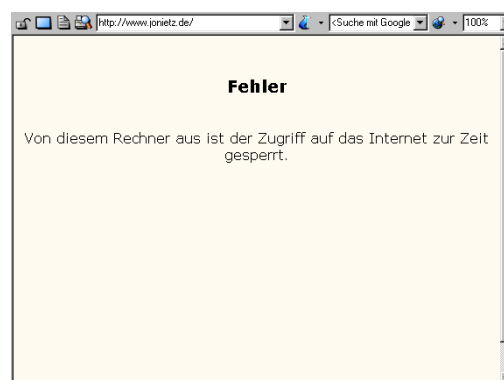 http://www.jonietz.de/ <Suche mit Google 100%
Fehler
Von diesem Rechner aus ist der Zugriff auf das Internet zur Zeit
gesperrt.